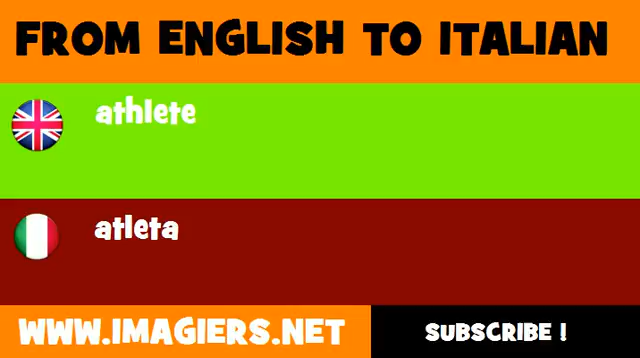 FROM ENGLISH TO ITALIAN
athlete
atleta
WWW.IMAGIERS.NET
SUBSCRIBE !